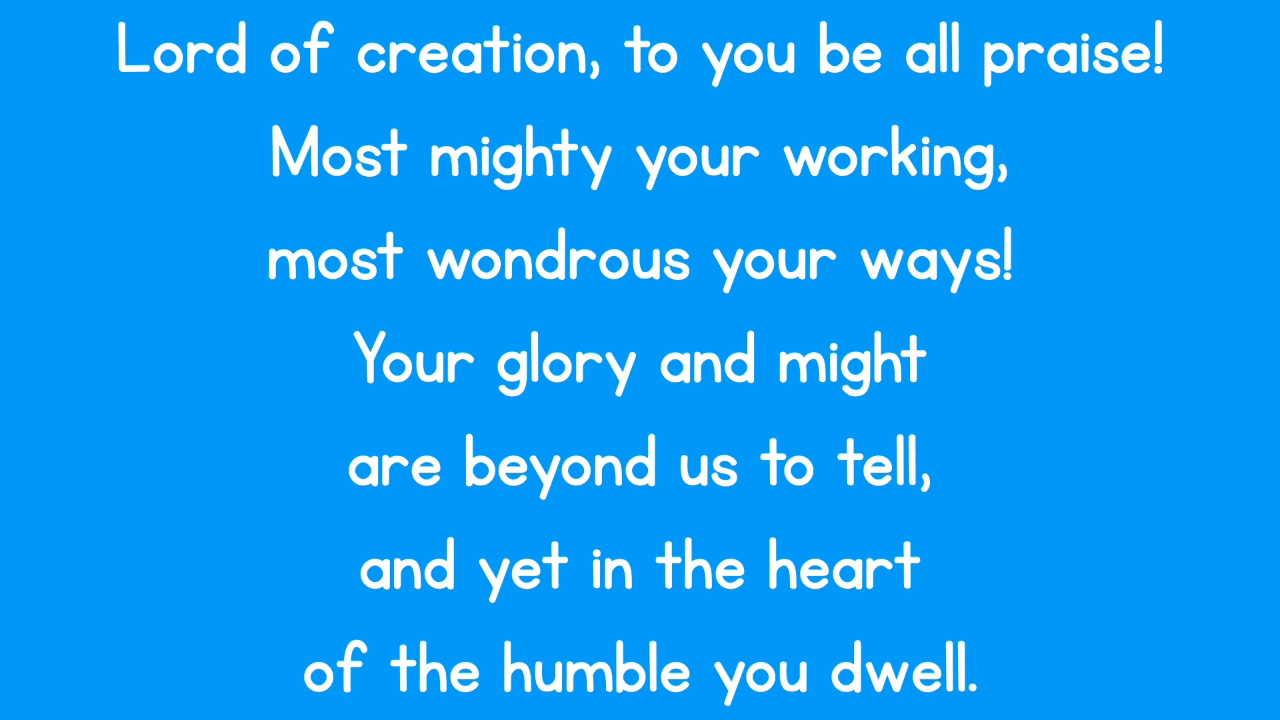 Lord of creation, to you be all praise!
Most mighty your working,
most wondrous your ways!
Your glory and might
are beyond us to tell,
and yet in the heart
of the humble you dwell.